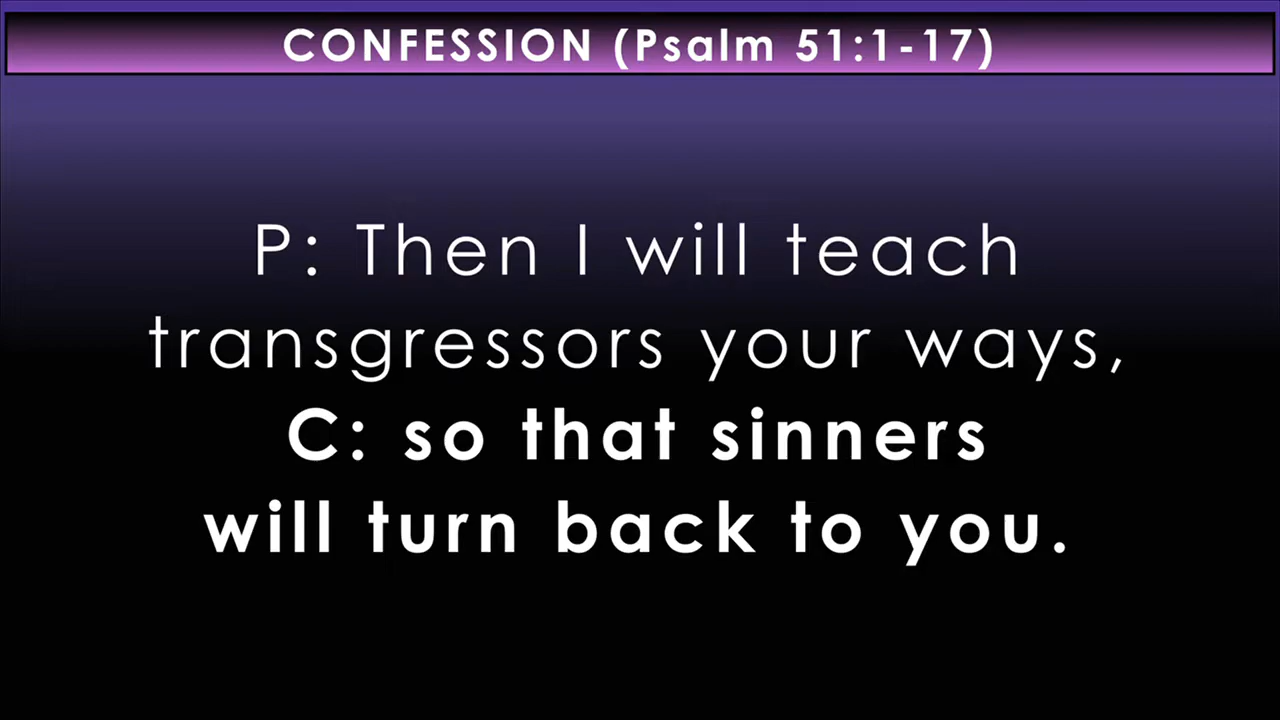 CONFESSION (Psalm 51:1-17)
P: Then I will teach
transgressors your ways,
C: so that sinners
will turn back to you.